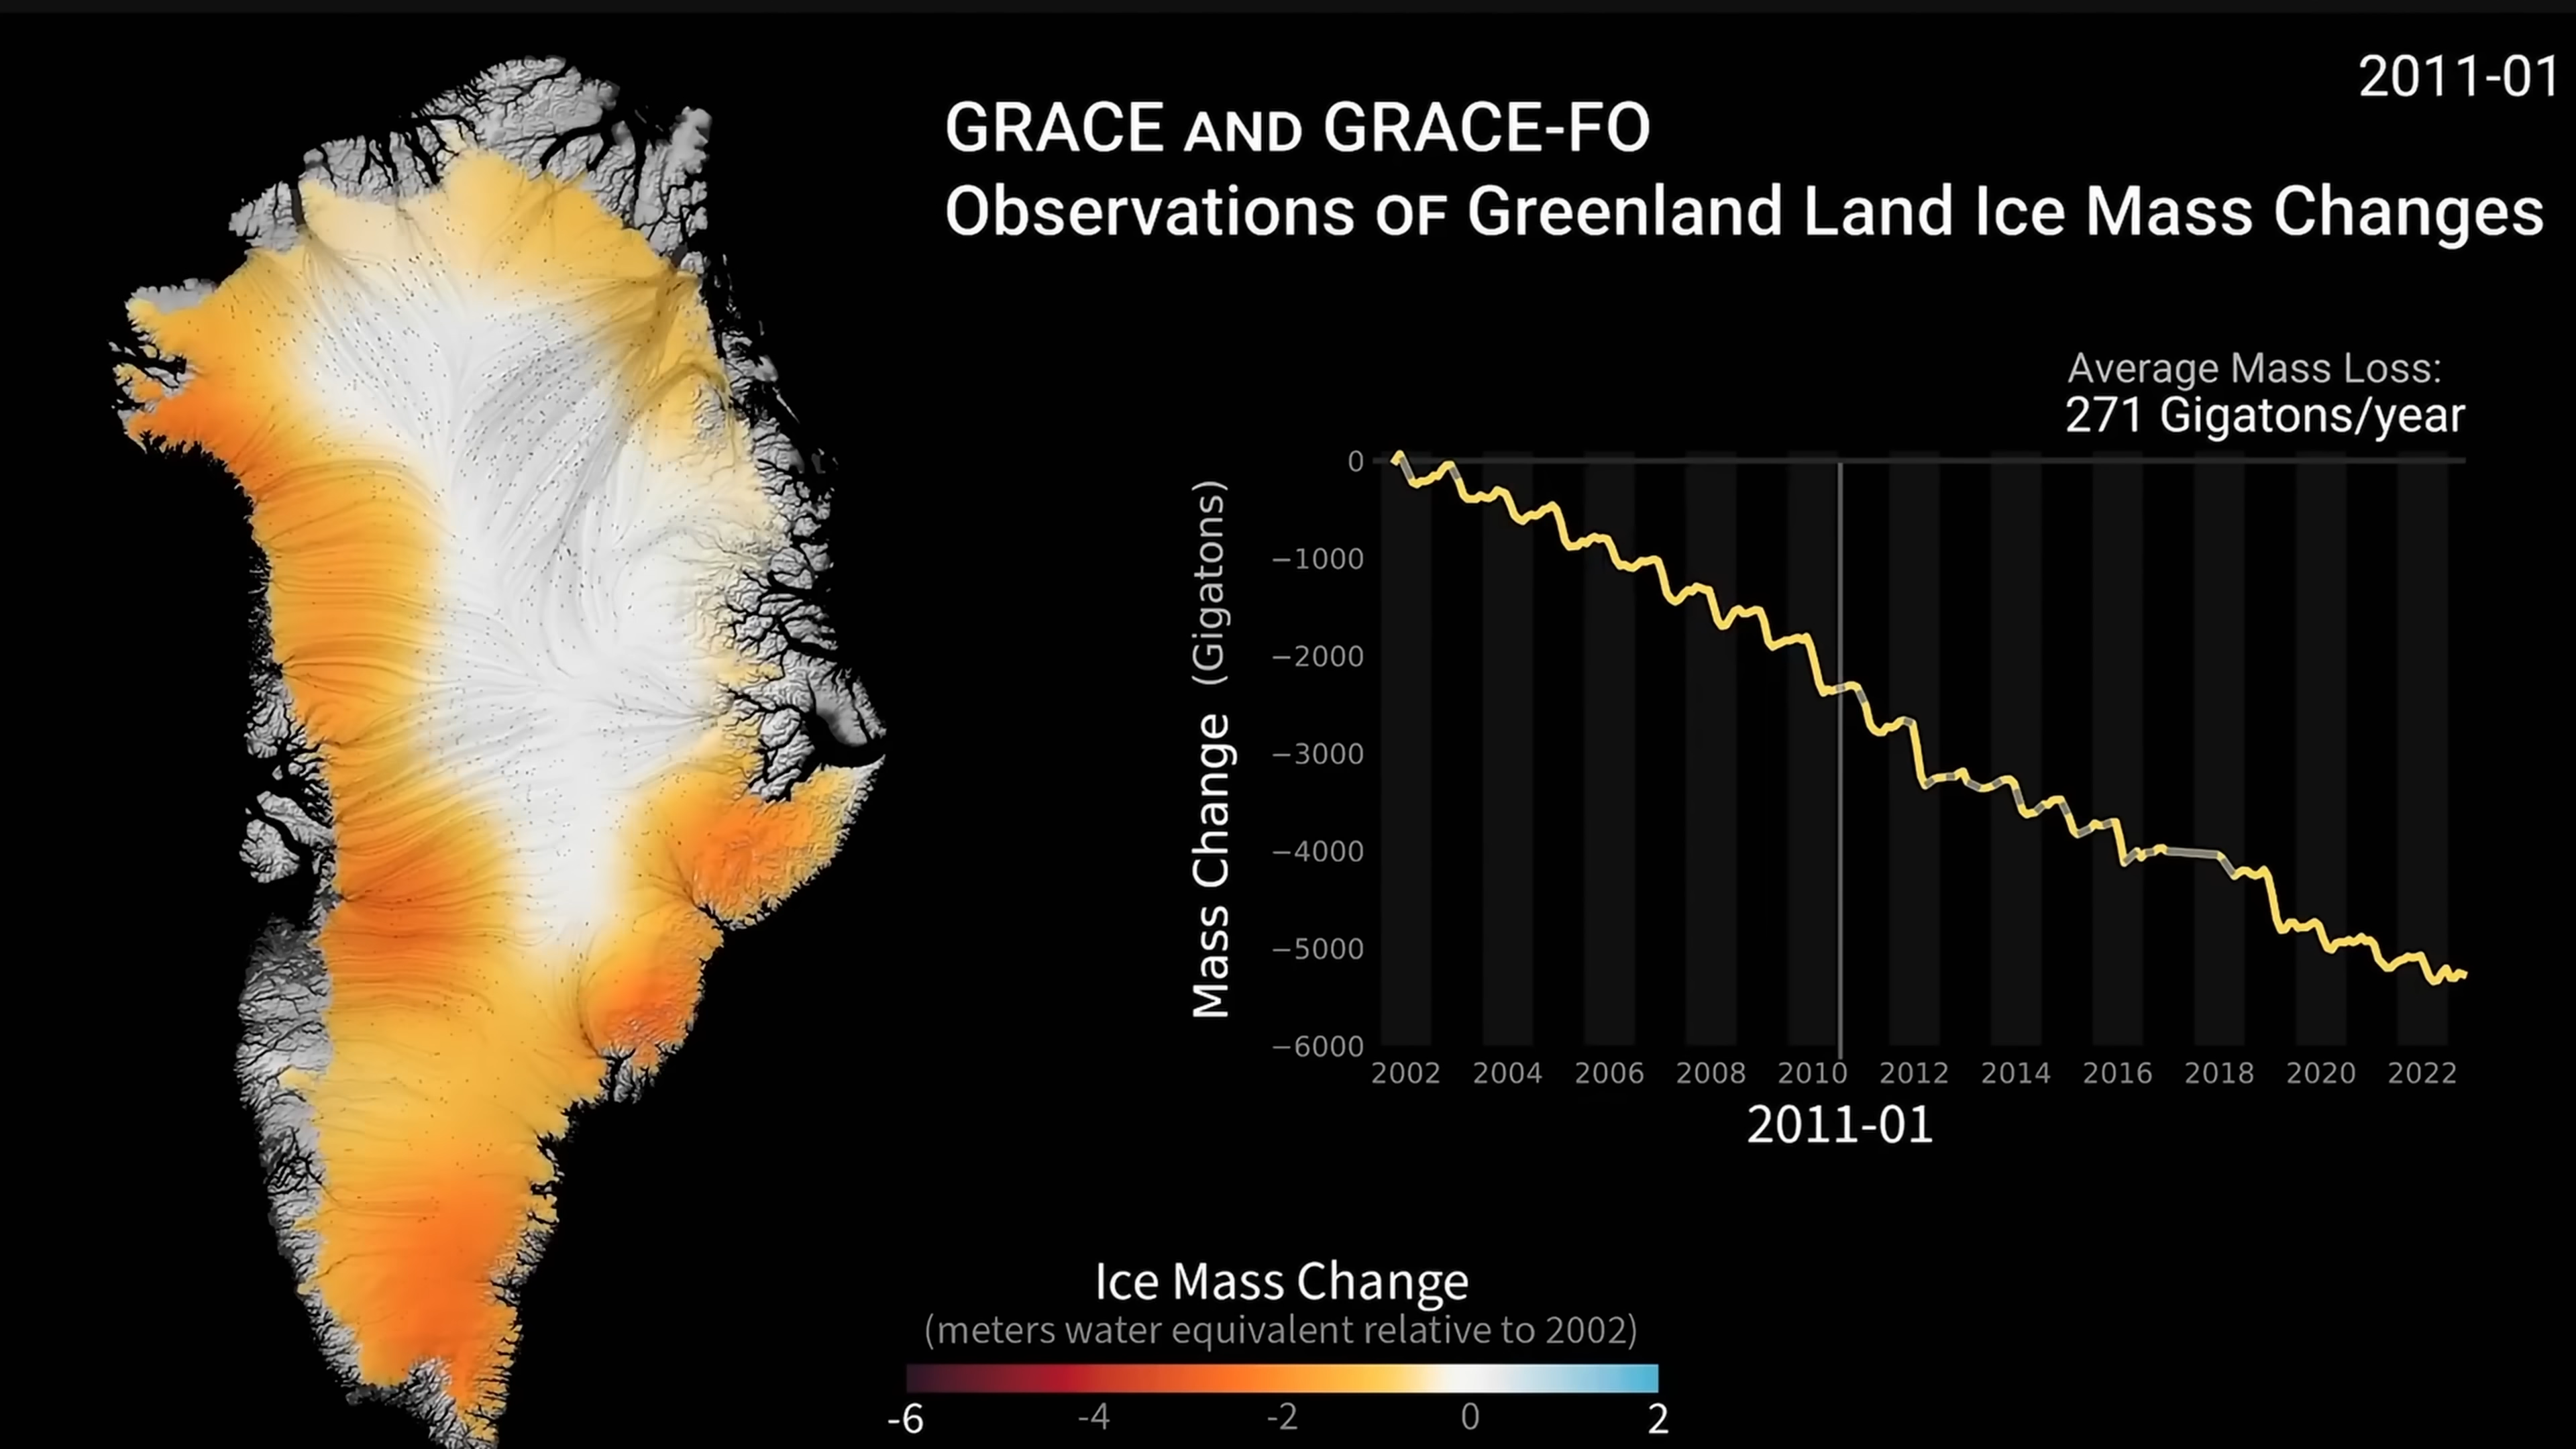 2011-01
GRACE AND GRACE-FO
Observations OF Greenland Land Ice Mass Changes
Average Mass Loss:
271 Gigatons/year
Mass Change (Gigatons)
0
−1000
−2000
−3000
−4000
−5000
−6000
2002 2004 2006 2008 2010 2012 2014 2016 2018 2020 2022
2011-01
Ice Mass Change
(meters water equivalent relative to 2002)
-6 -4 -2 0 2